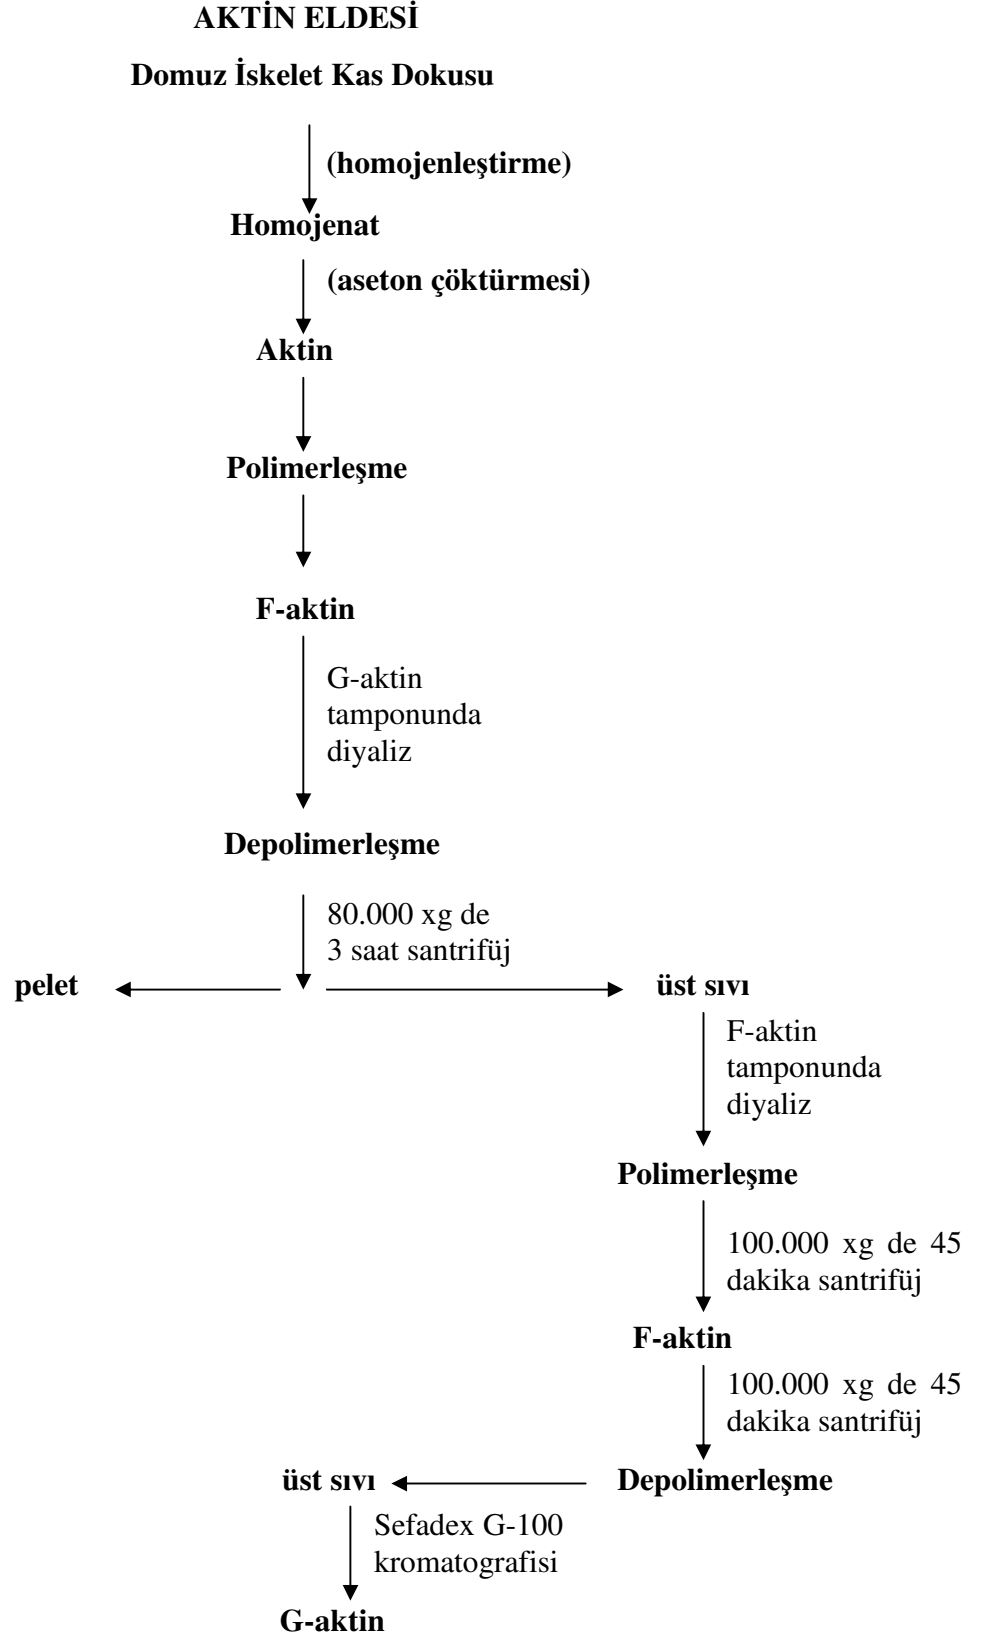 AKTİN ELDESİ
Domuz İskelet Kas Dokusu
(homojenleştirme)
Homojenat
(aseton çöktürmesi)
Aktin
Polimerleşme
F-aktin
G-aktin
tamponunda
diyaliz
Depolimerleşme
80.000 xg de
3 saat santrifüj
pelet
üst sıvı
F-aktin
tamponunda
diyaliz
Polimerleşme
100.000 xg de 45
dakika santrifüj
F-aktin
100.000 xg de 45
dakika santrifüj
Depolimerleşme
üst sıvı
Sefadex G-100
kromatografisi
G-aktin